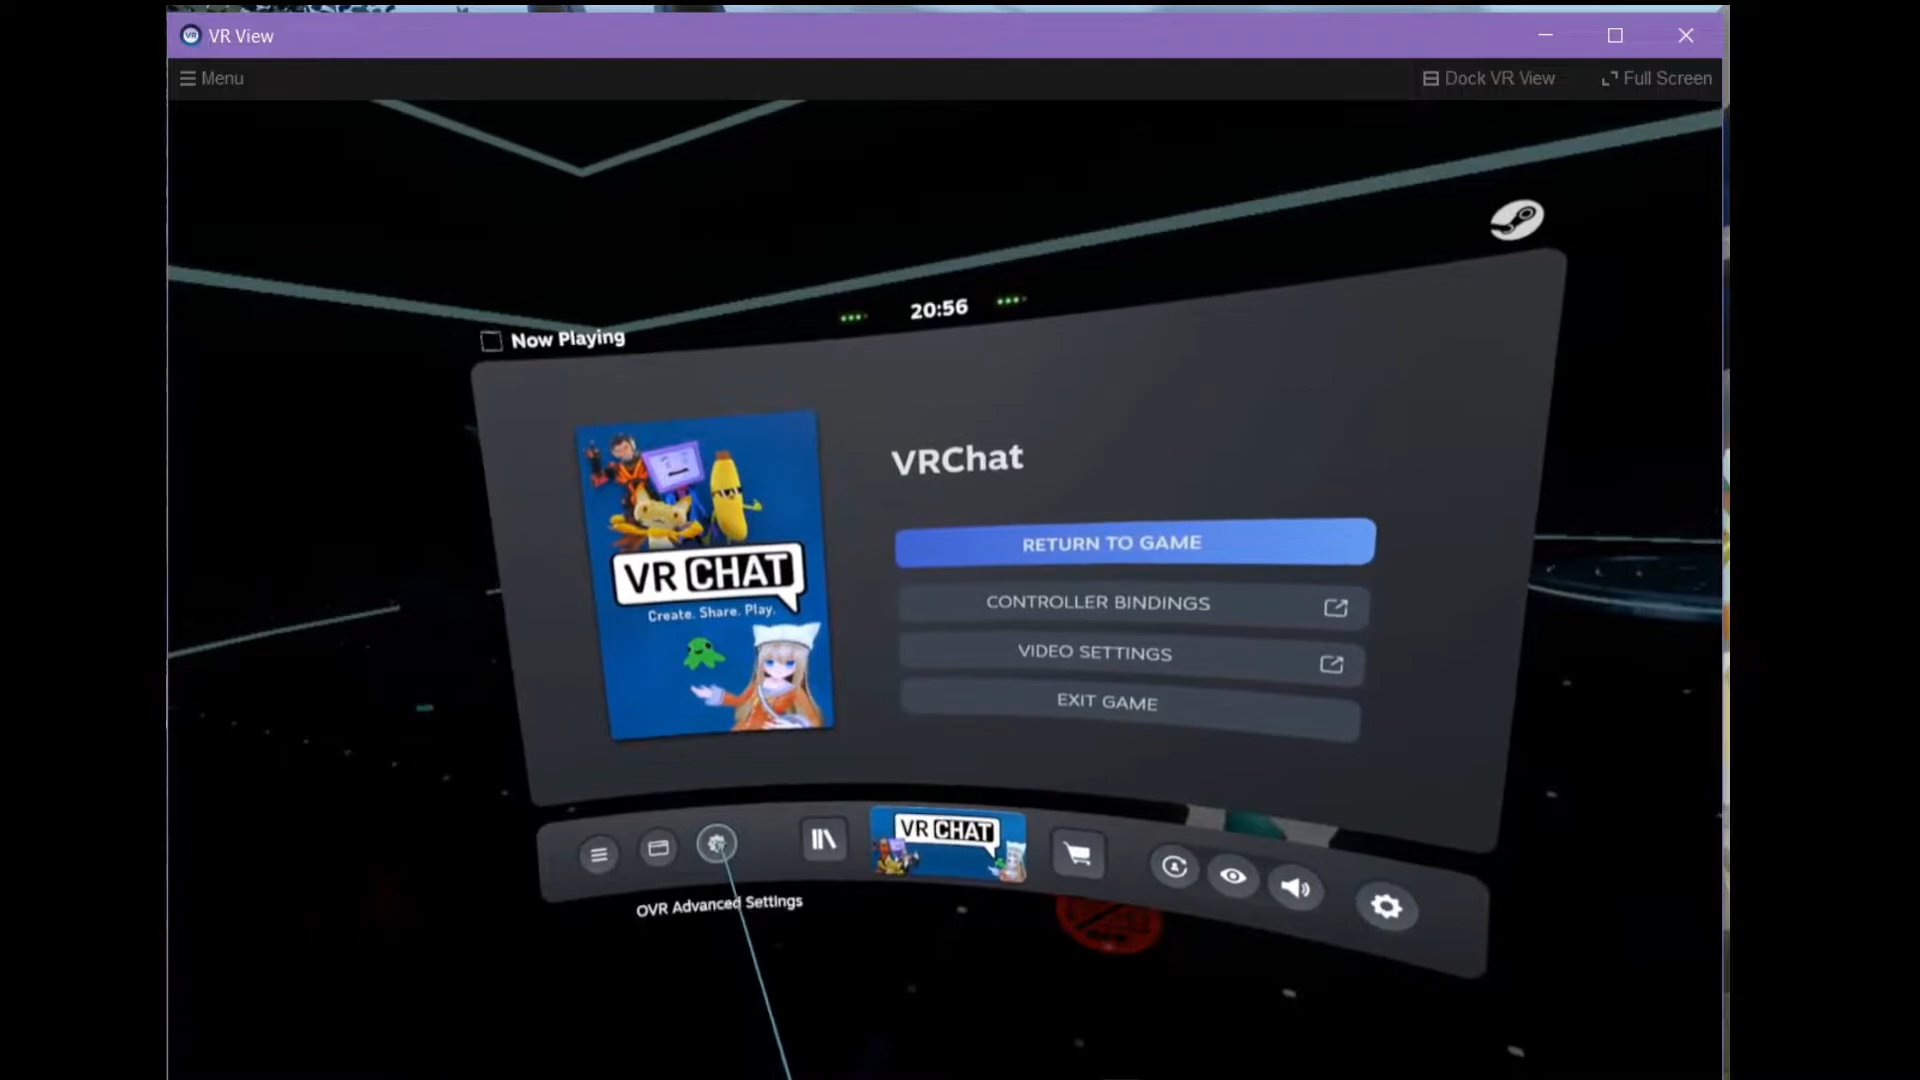 VR View
Menu
Dock VR View
Full Screen
20:56
Now Playing
VRChat
VR CHAT
Create. Share. Play.
RETURN TO GAME
CONTROLLER BINDINGS
VIDEO SETTINGS
EXIT GAME
VR CHAT
OVR Advanced Settings